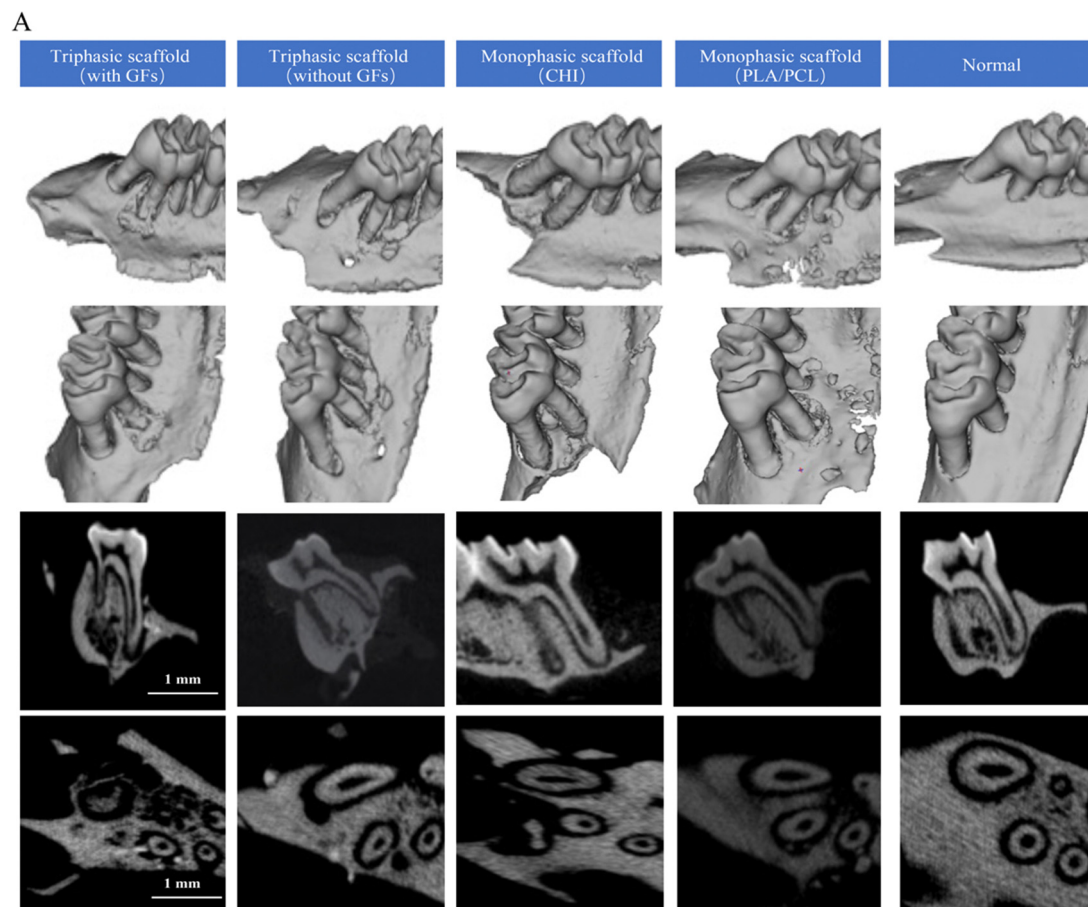 A
Triphasic scaffold
(with GFs)
Triphasic scaffold
(without GFs)
Monophasic scaffold
(CHI)
Monophasic scaffold
(PLA/PCL)
Normal
1 mm
1 mm